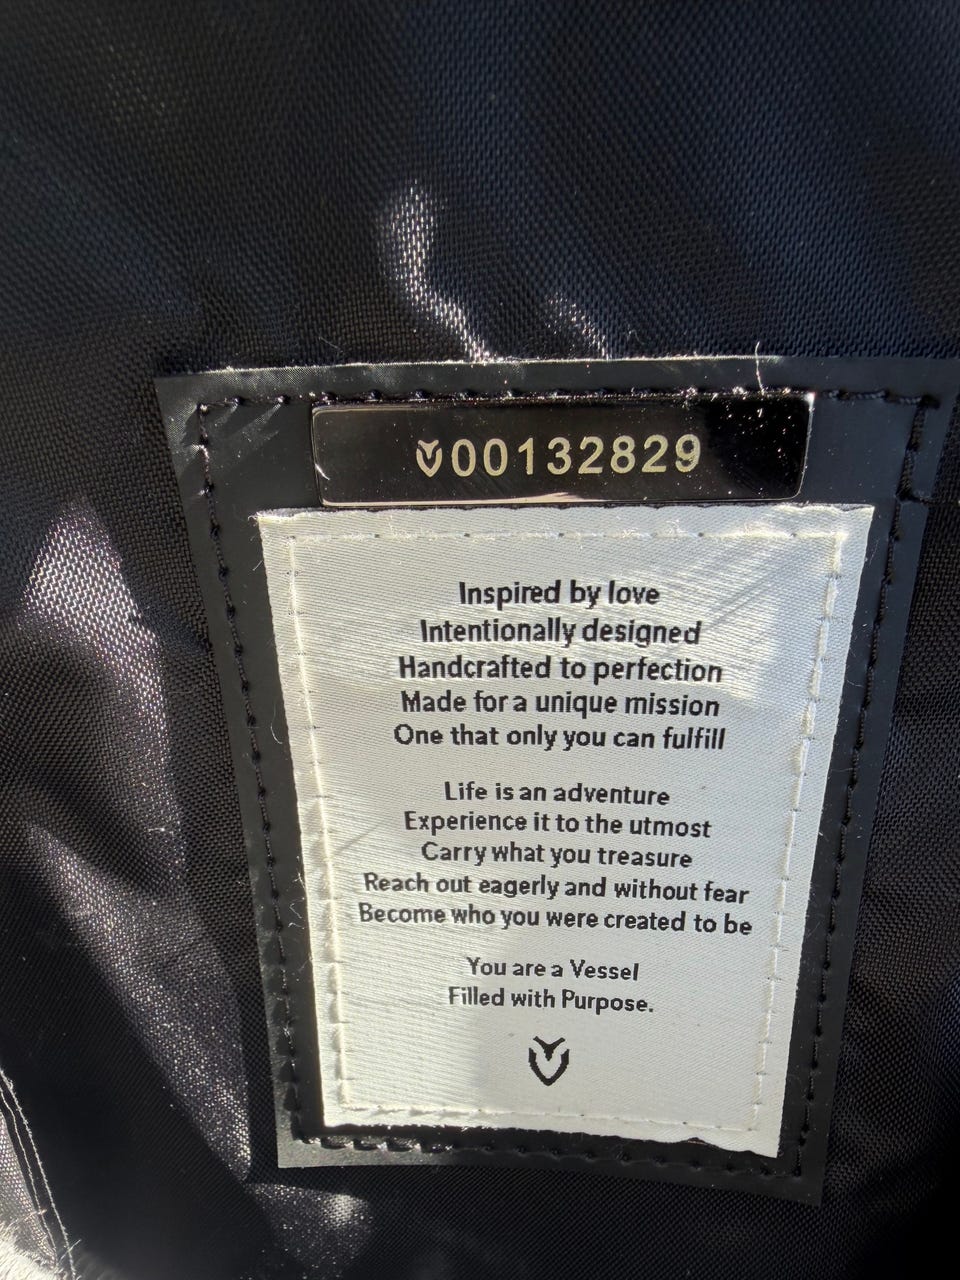 00132829
Inspired by love
Intentionally designed
Handcrafted to perfection
Made for a unique mission
One that only you can fulfill
Life is an adventure
Experience it to the utmost
Carry what you treasure
Reach out eagerly and without fear
Become who you were created to be
You are a Vessel
Filled with Purpose.